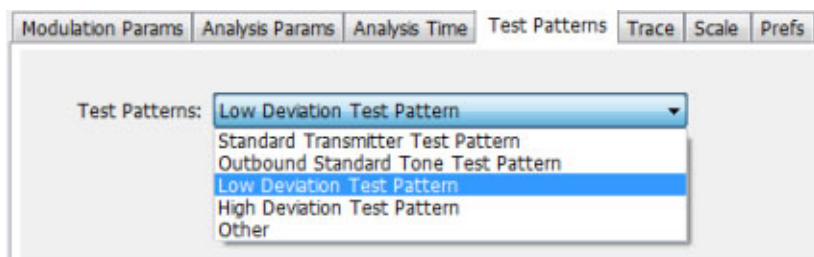 Modulation Params Analysis Params Analysis Time Test Patterns Trace Scale Prefs
Test Patterns: Low Deviation Test Pattern
Standard Transmitter Test Pattern
Outbound Standard Tone Test Pattern
Low Deviation Test Pattern
High Deviation Test Pattern
Other